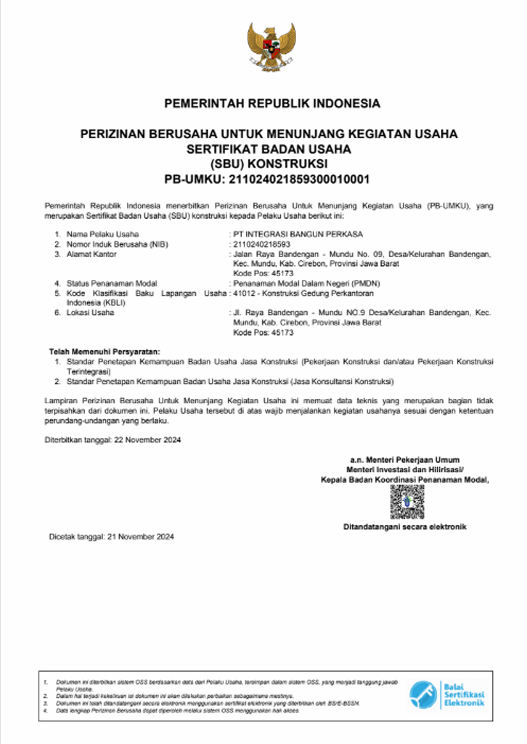 PEMERINTAH REPUBLIK INDONESIA
PERIZINAN BERUSAHA UNTUK MENUNJANG KEGIATAN USAHA
SERTIFIKAT BADAN USAHA
(SBU) KONSTRUKSI
PB-UMKU: 211024021859300010001
Pemerintah Republik Indonesia menerbitkan Perizinan Berusaha Untuk Menunjang Kegiatan Usaha (PB-UMKU), yang
merupakan Sertifikat Badan Usaha (SBU) konstruksi kepada Pelaku Usaha berikut ini:
1. Nama Pelaku Usaha : PT INTEGRASI BANGUN PERKASA
2. Nomor Induk Berusaha (NIB) : 2110240218593
3. Alamat Kantor : Jalan Raya Bandengan - Mundu No. 09, Desa/Kelurahan Bandengan,
Kec. Mundu, Kab. Cirebon, Provinsi Jawa Barat
Kode Pos: 45173
4. Status Penanaman Modal : Penanaman Modal Dalam Negeri (PMDN)
5. Kode Klasifikasi Baku Lapangan Usaha : 41012 - Konstruksi Gedung Perkantoran
Indonesia (KBLI)
6. Lokasi Usaha : Jl. Raya Bandengan - Mundu NO.9 Desa/Kelurahan Bandengan, Kec.
Mundu, Kab. Cirebon, Provinsi Jawa Barat
Kode Pos: 45173
Telah Memenuhi Persyaratan:
1. Standar Penetapan Kemampuan Badan Usaha Jasa Konstruksi (Pekerjaan Konstruksi dan/atau Pekerjaan Konstruksi
Terintegrasi)
2. Standar Penetapan Kemampuan Badan Usaha Jasa Konstruksi (Jasa Konsultansi Konstruksi)
Lampiran Perizinan Berusaha Untuk Menunjang Kegiatan Usaha ini memuat data teknis yang merupakan bagian tidak
terpisahkan dari dokumen ini. Pelaku Usaha tersebut di atas wajib menjalankan kegiatan usahanya sesuai dengan ketentuan
perundang-undangan yang berlaku.
Diterbitkan tanggal: 22 November 2024
a.n. Menteri Pekerjaan Umum
Menteri Investasi dan Hilirisasi/
Kepala Badan Koordinasi Penanaman Modal,
Ditandatangani secara elektronik
Dicetak tanggal: 21 November 2024
1. Dokumen ini diterbitkan sistem OSS berdasarkan data dari Pelaku Usaha, tersimpan dalam sistem OSS, yang menjadi tanggung jawab
Pelaku Usaha.
2. Dalam hal terjadi kekeliruan isi dokumen ini akan dilakukan perbaikan sebagaimana mestinya.
3. Dokumen ini telah ditandatangani secara elektronik menggunakan sertifikat elektronik yang diterbitkan oleh BSrE-BSSN.
4. Data lengkap Perizinan Berusaha dapat diperoleh melalui sistem OSS menggunakan hak akses.
Balai
Sertifikasi
Elektronik